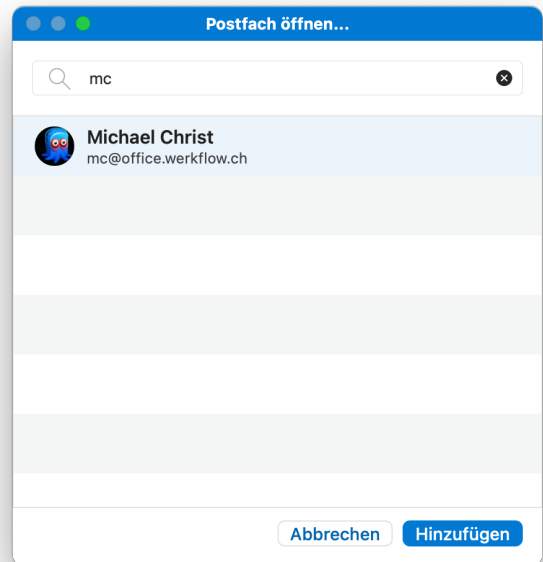 Postfach öffnen...
mc
Michael Christ
mc@office.werkflow.ch
Abbrechen
Hinzufügen